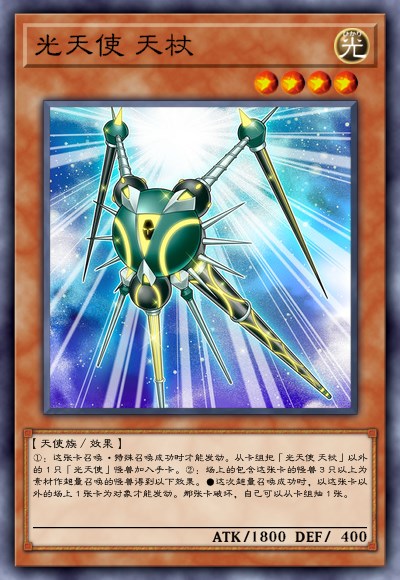 光天使 天杖
ひかり
光
【天使族／效果】
①：这张卡召唤·特殊召唤成功时才能发动。从卡组把「光天使 天杖」以外
的1只「光天使」怪兽加入手卡。②：场上的包含这张卡的怪兽3只以上为
素材作超量召唤的怪兽得到以下效果。●这次超量召唤成功时，以这张卡以
外的场上1张卡为对象才能发动。那张卡破坏，自己可以从卡组抽1张。
ATK/1800 DEF/ 400